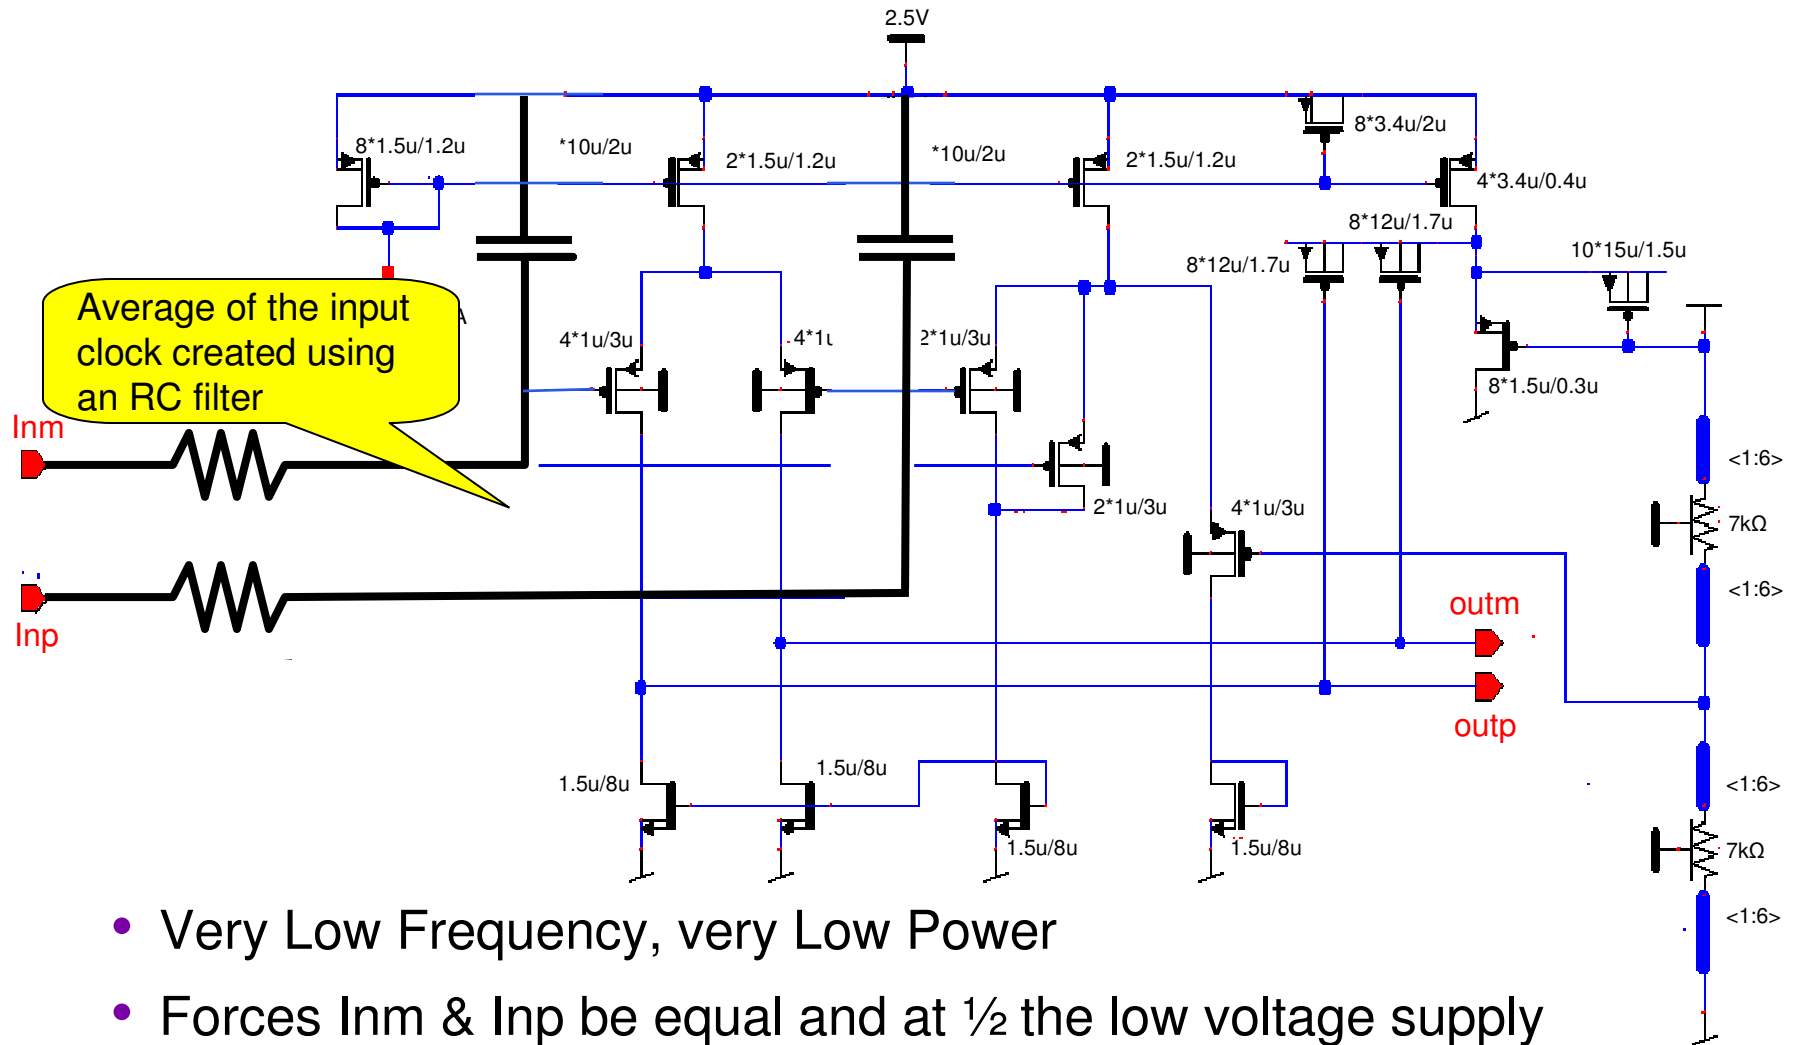 2.5V
8*1.5u/1.2u
*10u/2u
2*1.5u/1.2u
*10u/2u
2*1.5u/1.2u
8*3.4u/2u
4*3.4u/0.4u
8*12u/1.7u
8*12u/1.7u
10*15u/1.5u
Average of the input
clock created using
an RC filter
A
4*1u/3u
4*1u
2*1u/3u
8*1.5u/0.3u
Inm
<1:6>
2*1u/3u
4*1u/3u
7kΩ
<1:6>
Inp
outm
outp
1.5u/8u
1.5u/8u
1.5u/8u
1.5u/8u
<1:6>
7kΩ
<1:6>
• Very Low Frequency, very Low Power
• Forces Inm & Inp be equal and at ½ the low voltage supply